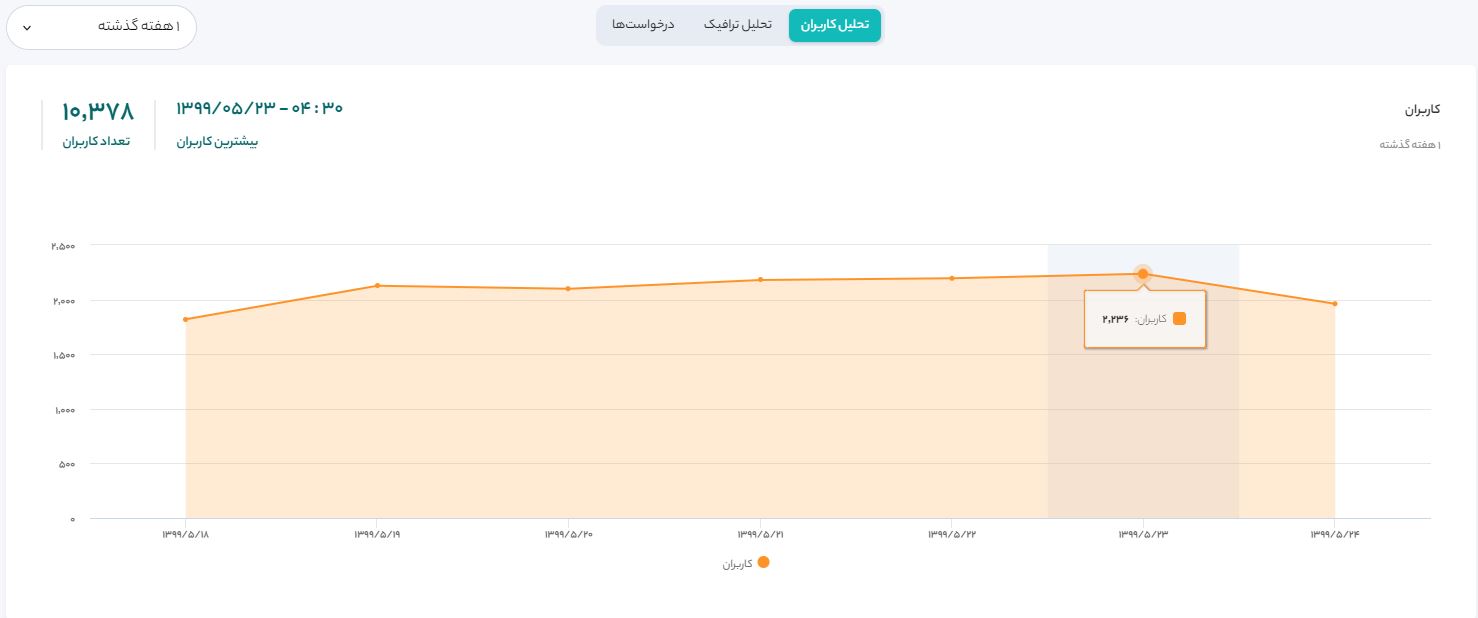 تحلیل کاربران
تحلیل ترافیک
درخواست‌ها
۱ هفته گذشته
کاربران
۱ هفته گذشته
۱۳۹۹/۰۵/۲۳ - ۰۴:۳۰
بیشترین کاربران
۱۰,۳۷۸
تعداد کاربران
۲,۵۰۰
۲,۰۰۰
۱,۵۰۰
۱,۰۰۰
۵۰۰
۰
کاربران: ۲,۲۳۶
۱۳۹۹/۵/۱۸
۱۳۹۹/۵/۱۹
۱۳۹۹/۵/۲۰
۱۳۹۹/۵/۲۱
۱۳۹۹/۵/۲۲
۱۳۹۹/۵/۲۳
۱۳۹۹/۵/۲۴
کاربران